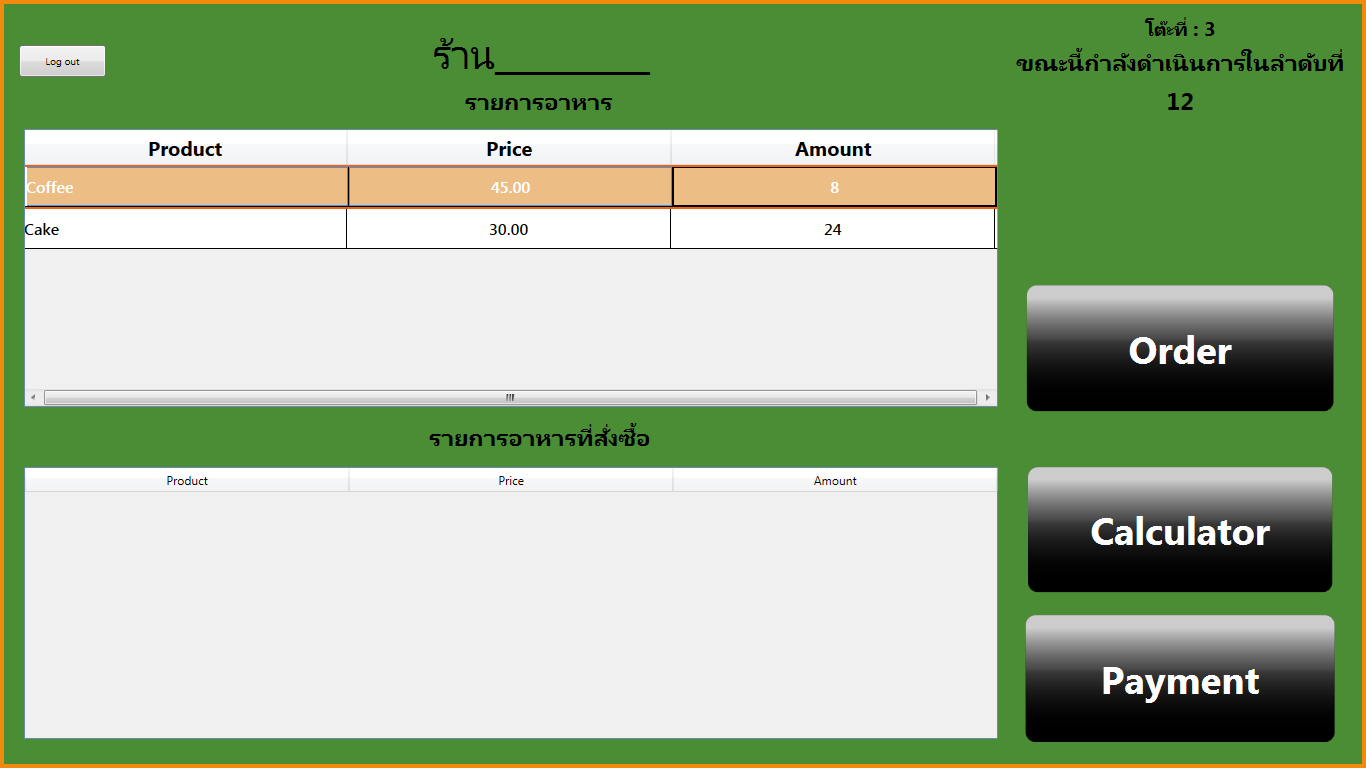 Log out
ร้าน________
โต๊ะที่ : 3
ขณะนี้กำลังดำเนินการในลำดับที่
12
รายการอาหาร
Product Price Amount
Coffee 45.00 8
Cake 30.00 24
Order
รายการอาหารที่สั่งซื้อ
Product Price Amount
Calculator
Payment